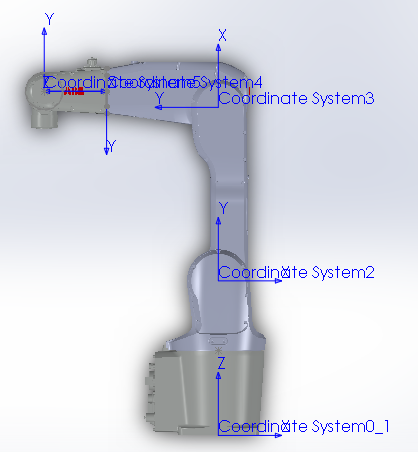 Y
X
Coordinate System5
Coordinate System4
Y
Coordinate System3
Y
Y
Coordinate System2
X
Z
Coordinate System0_1
X